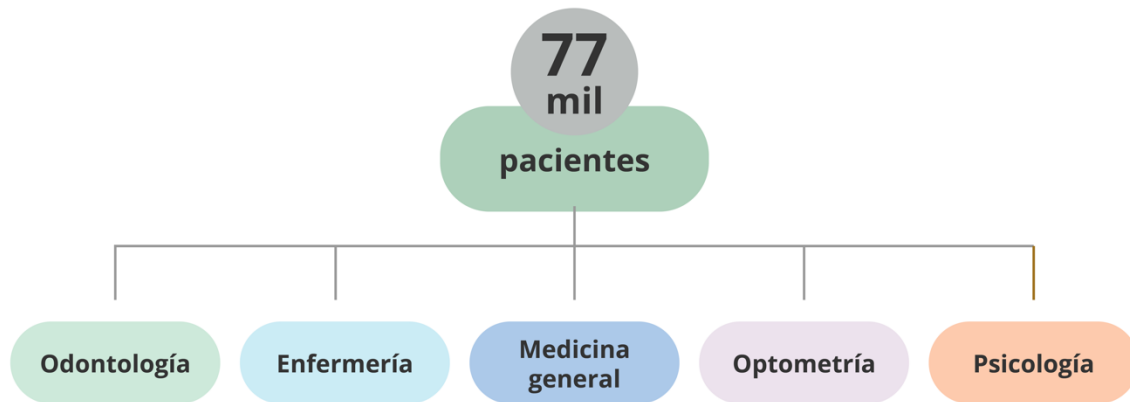 77
mil
pacientes
Odontología
Enfermería
Medicina
general
Optometría
Psicología